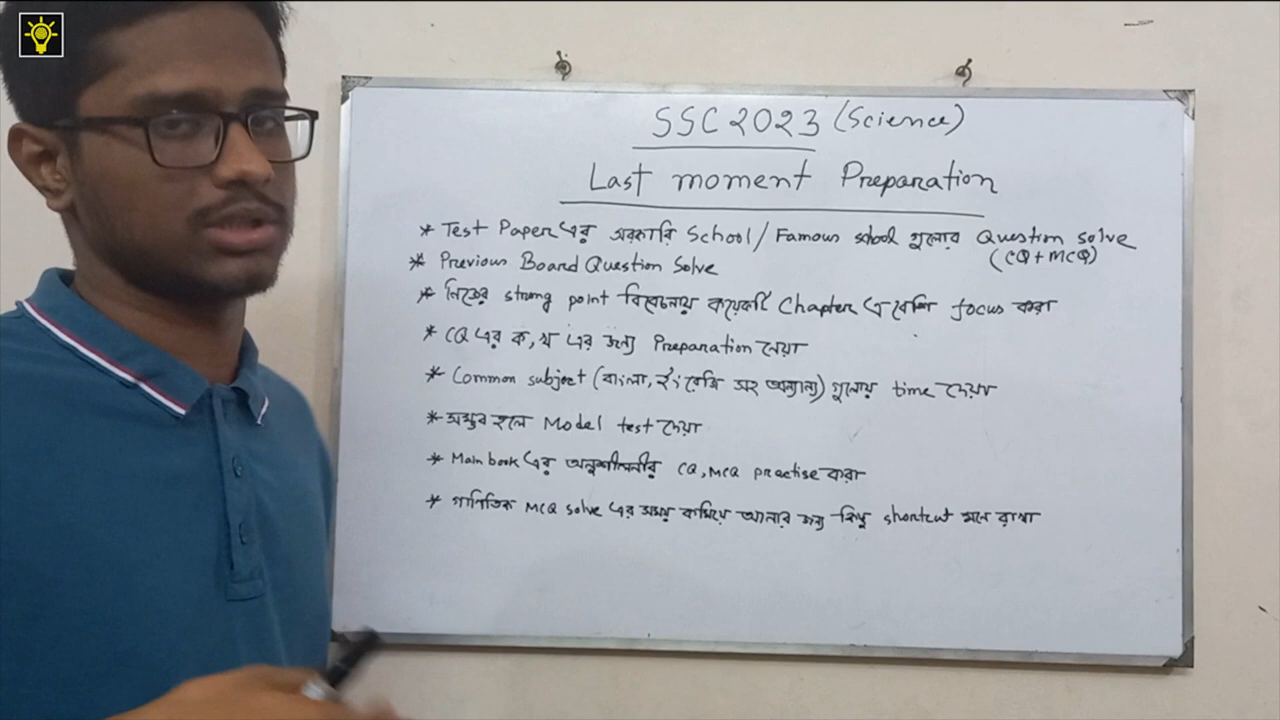 SSC 2023 (Science)
Last moment Preparation
* Test Paper এর সরকারি School / Famous school গুলোর Question solve
(CQ + MCQ)
* Previous Board Question Solve
* নিজের strong point বিবেচনায় কয়েকটি Chapter এ বেশি focus করা
* CQ এর ক, খ এর জন্য Preparation নেয়া
* Common subject (বাংলা, ইংরেজি সহ অন্যান্য) গুলোয় time দেয়া
* সম্ভব হলে Model test দেয়া
* Main book এর অনুশীলনীর CQ, MCQ practise করা
* গাণিতিক MCQ solve এর সময় কমিয়ে আনার জন্য কিছু shortcut মনে রাখা